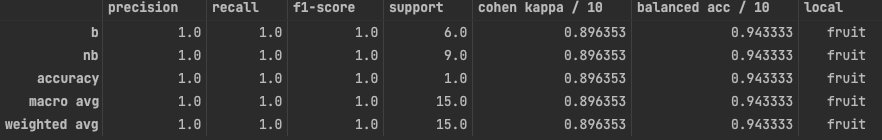 precision recall f1-score support cohen kappa / 10 balanced acc / 10 local
b 1.0 1.0 1.0 6.0 0.896353 0.943333 fruit
nb 1.0 1.0 1.0 9.0 0.896353 0.943333 fruit
accuracy 1.0 1.0 1.0 1.0 0.896353 0.943333 fruit
macro avg 1.0 1.0 1.0 15.0 0.896353 0.943333 fruit
weighted avg 1.0 1.0 1.0 15.0 0.896353 0.943333 fruit